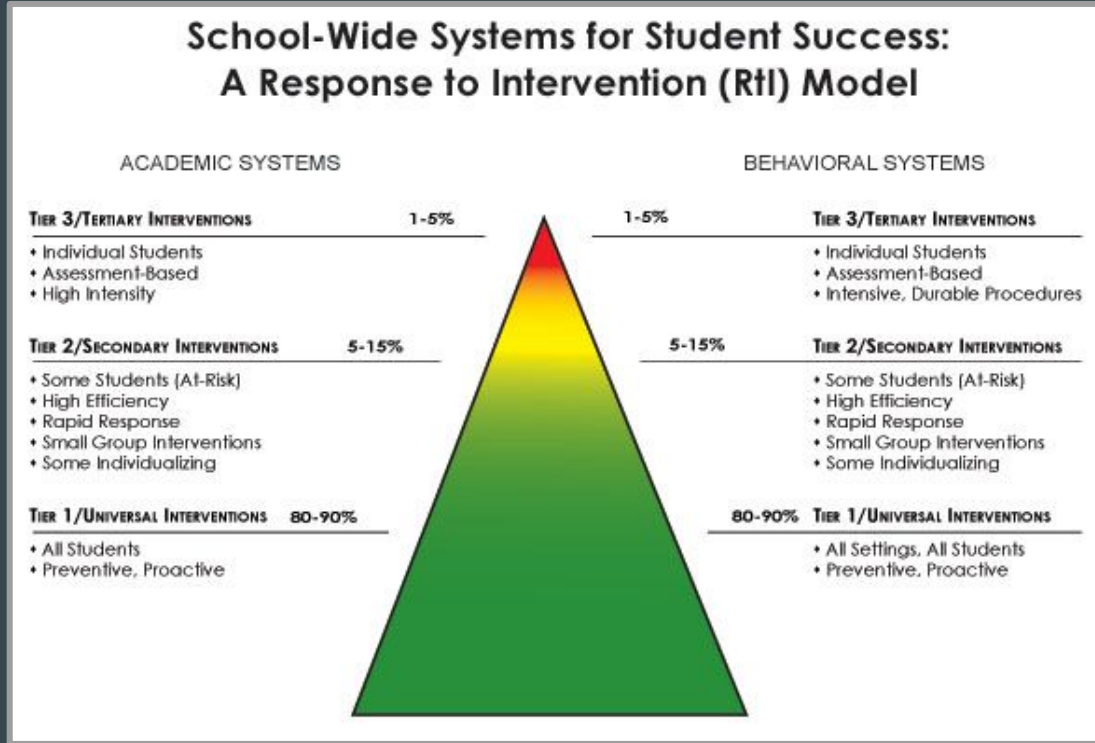 School-Wide Systems for Student Success:
A Response to Intervention (RtI) Model
ACADEMIC SYSTEMS
TIER 3/TERTIARY INTERVENTIONS 1-5%
• Individual Students
• Assessment-Based
• High Intensity
TIER 2/SECONDARY INTERVENTIONS 5-15%
• Some Students (At-Risk)
• High Efficiency
• Rapid Response
• Small Group Interventions
• Some Individualizing
TIER 1/UNIVERSAL INTERVENTIONS 80-90%
• All Students
• Preventive, Proactive
BEHAVIORAL SYSTEMS
1-5% TIER 3/TERTIARY INTERVENTIONS
• Individual Students
• Assessment-Based
• Intensive, Durable Procedures
5-15% TIER 2/SECONDARY INTERVENTIONS
• Some Students (At-Risk)
• High Efficiency
• Rapid Response
• Small Group Interventions
• Some Individualizing
80-90% TIER 1/UNIVERSAL INTERVENTIONS
• All Settings, All Students
• Preventive, Proactive